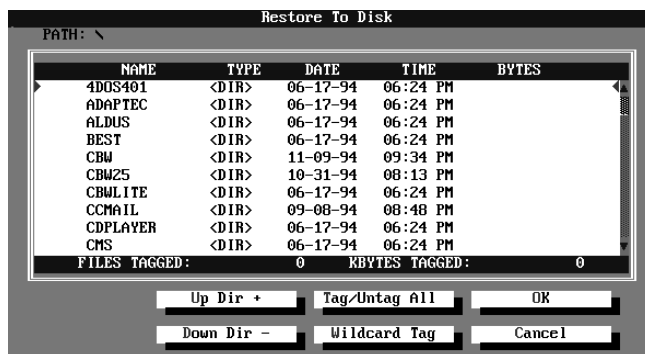 Restore To Disk
PATH: \
NAME TYPE DATE TIME BYTES
4DOS401 <DIR> 06-17-94 06:24 PM
ADAPTEC <DIR> 06-17-94 06:24 PM
ALDUS <DIR> 06-17-94 06:24 PM
BEST <DIR> 06-17-94 06:24 PM
CBW <DIR> 11-09-94 09:34 PM
CBW25 <DIR> 10-31-94 08:13 PM
CBWLITE <DIR> 06-17-94 06:24 PM
CCMAIL <DIR> 09-08-94 08:48 PM
CDPLAYER <DIR> 06-17-94 06:24 PM
CMS <DIR> 06-17-94 06:24 PM
FILES TAGGED: 0 KBYTES TAGGED: 0
Up Dir + Tag/Untag All OK
Down Dir - Wildcard Tag Cancel